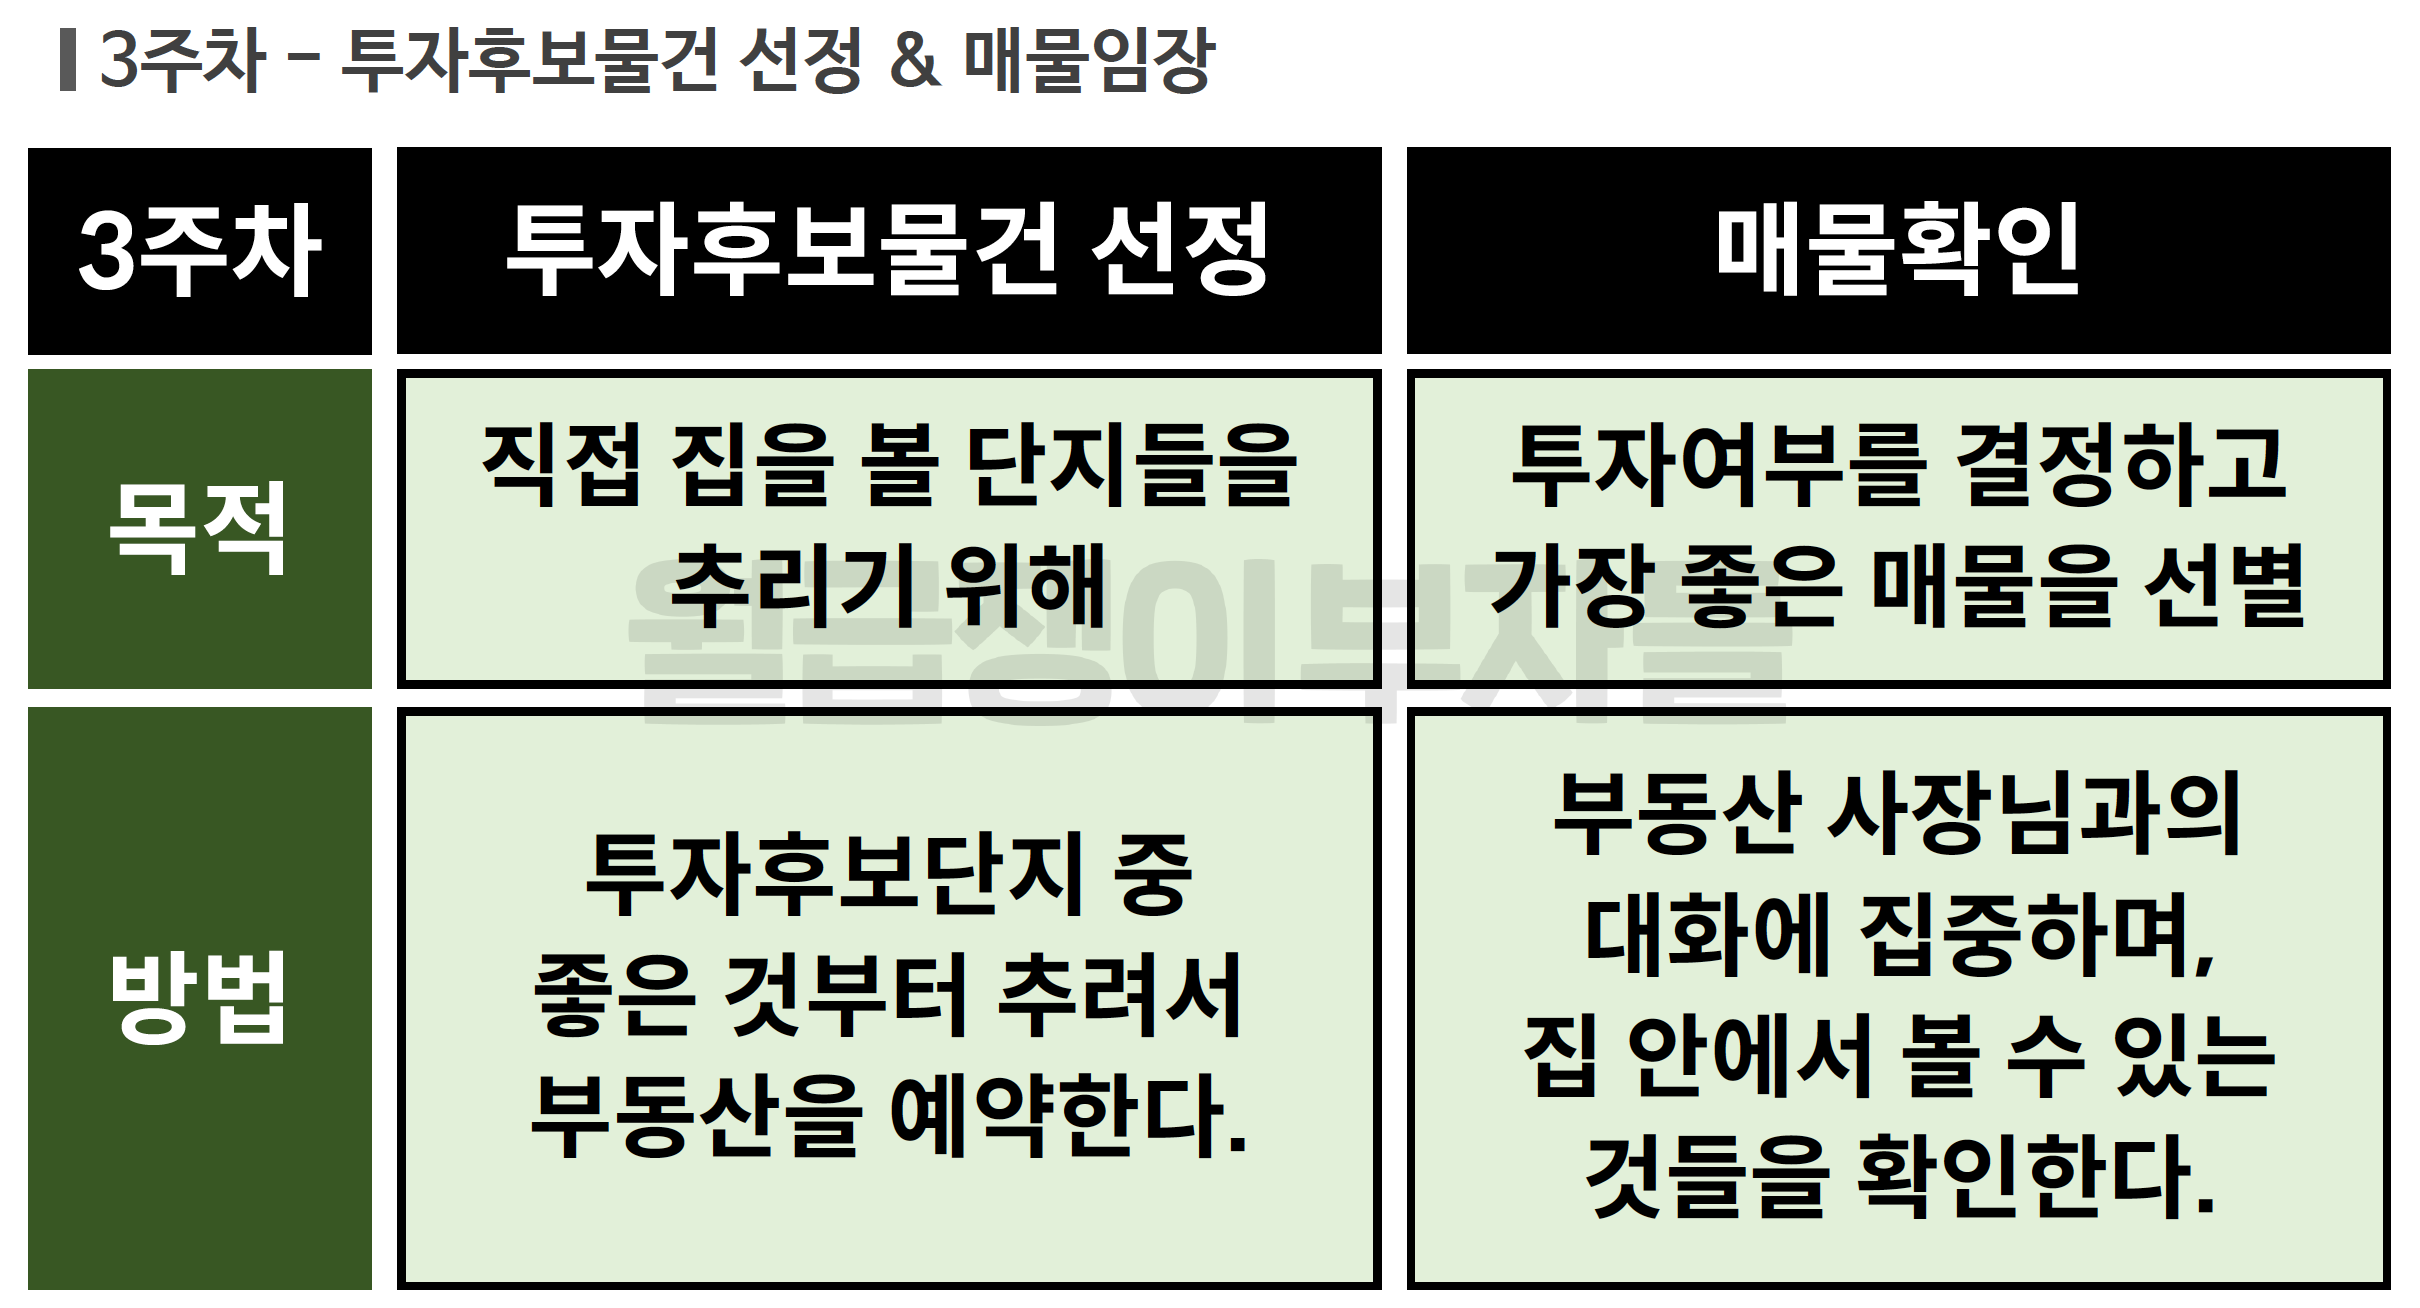 3주차 - 투자후보물건 선정 & 매물임장
3주차
투자후보물건 선정
매물확인
목적
직접 집을 볼 단지들을
추리기 위해
투자여부를 결정하고
가장 좋은 매물을 선별
월급쟁이부자들
방법
투자후보단지 중
좋은 것부터 추려서
부동산을 예약한다.
부동산 사장님과의
대화에 집중하며,
집 안에서 볼 수 있는
것들을 확인한다.